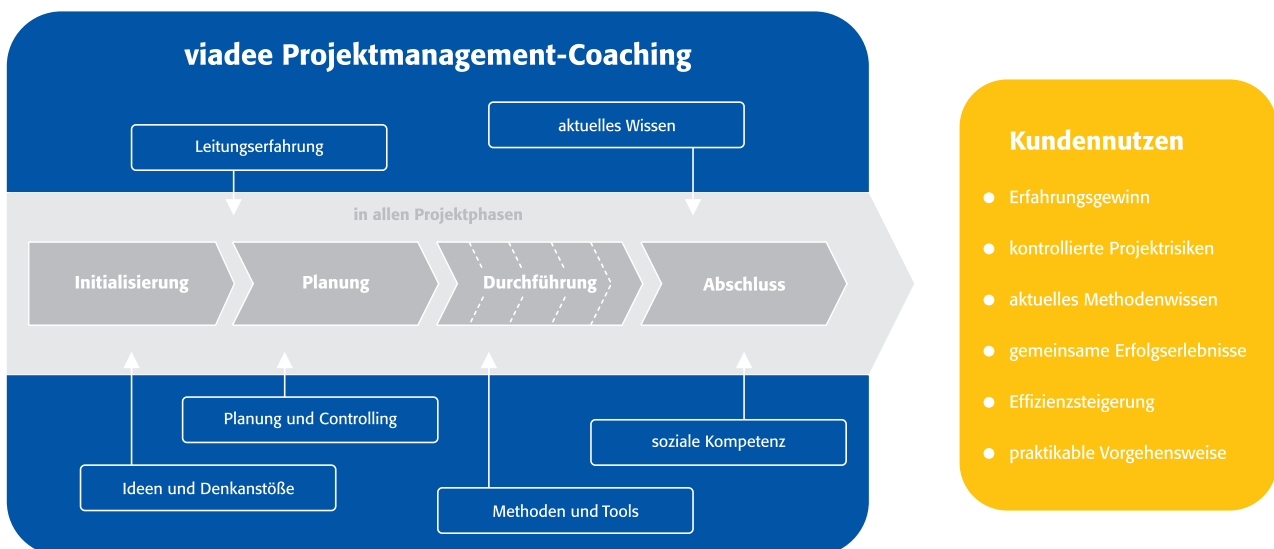 viadee Projektmanagement-Coaching
Leitungserfahrung
aktuelles Wissen
in allen Projektphasen
Initialisierung
Planung
Durchführung
Abschluss
Planung und Controlling
soziale Kompetenz
Ideen und Denkanstöße
Methoden und Tools
Kundennutzen
Erfahrungsgewinn
kontrollierte Projektrisiken
aktuelles Methodenwissen
gemeinsame Erfolgserlebnisse
Effizienzsteigerung
praktikable Vorgehensweise